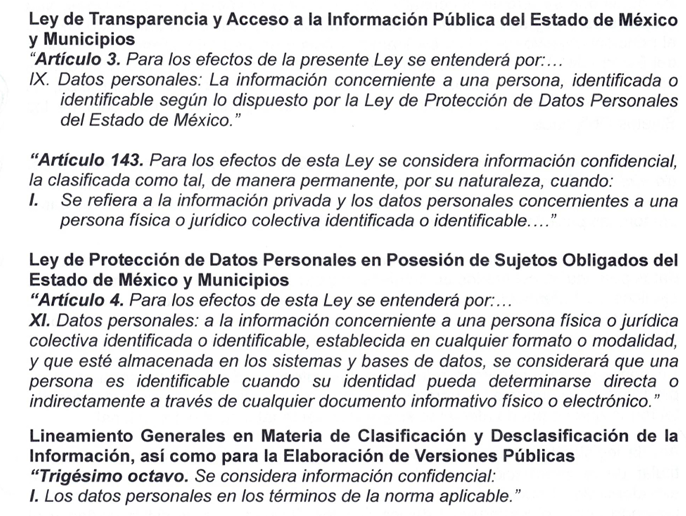 Ley de Transparencia y Acceso a la Información Pública del Estado de México
y Municipios
“Artículo 3. Para los efectos de la presente Ley se entenderá por:…
IX. Datos personales: La información concerniente a una persona, identificada o
identificable según lo dispuesto por la Ley de Protección de Datos Personales
del Estado de México.”
“Artículo 143. Para los efectos de esta Ley se considera información confidencial,
la clasificada como tal, de manera permanente, por su naturaleza, cuando:
I. Se refiera a la información privada y los datos personales concernientes a una
persona física o jurídico colectiva identificada o identificable.…”
Ley de Protección de Datos Personales en Posesión de Sujetos Obligados del
Estado de México y Municipios
“Artículo 4. Para los efectos de esta Ley se entenderá por:…
XI. Datos personales: a la información concerniente a una persona física o jurídica
colectiva identificada o identificable, establecida en cualquier formato o modalidad,
y que esté almacenada en los sistemas y bases de datos, se considerará que una
persona es identificable cuando su identidad pueda determinarse directa o
indirectamente a través de cualquier documento informativo físico o electrónico.”
Lineamiento Generales en Materia de Clasificación y Desclasificación de la
Información, así como para la Elaboración de Versiones Públicas
“Trigésimo octavo. Se considera información confidencial:
I. Los datos personales en los términos de la norma aplicable.”